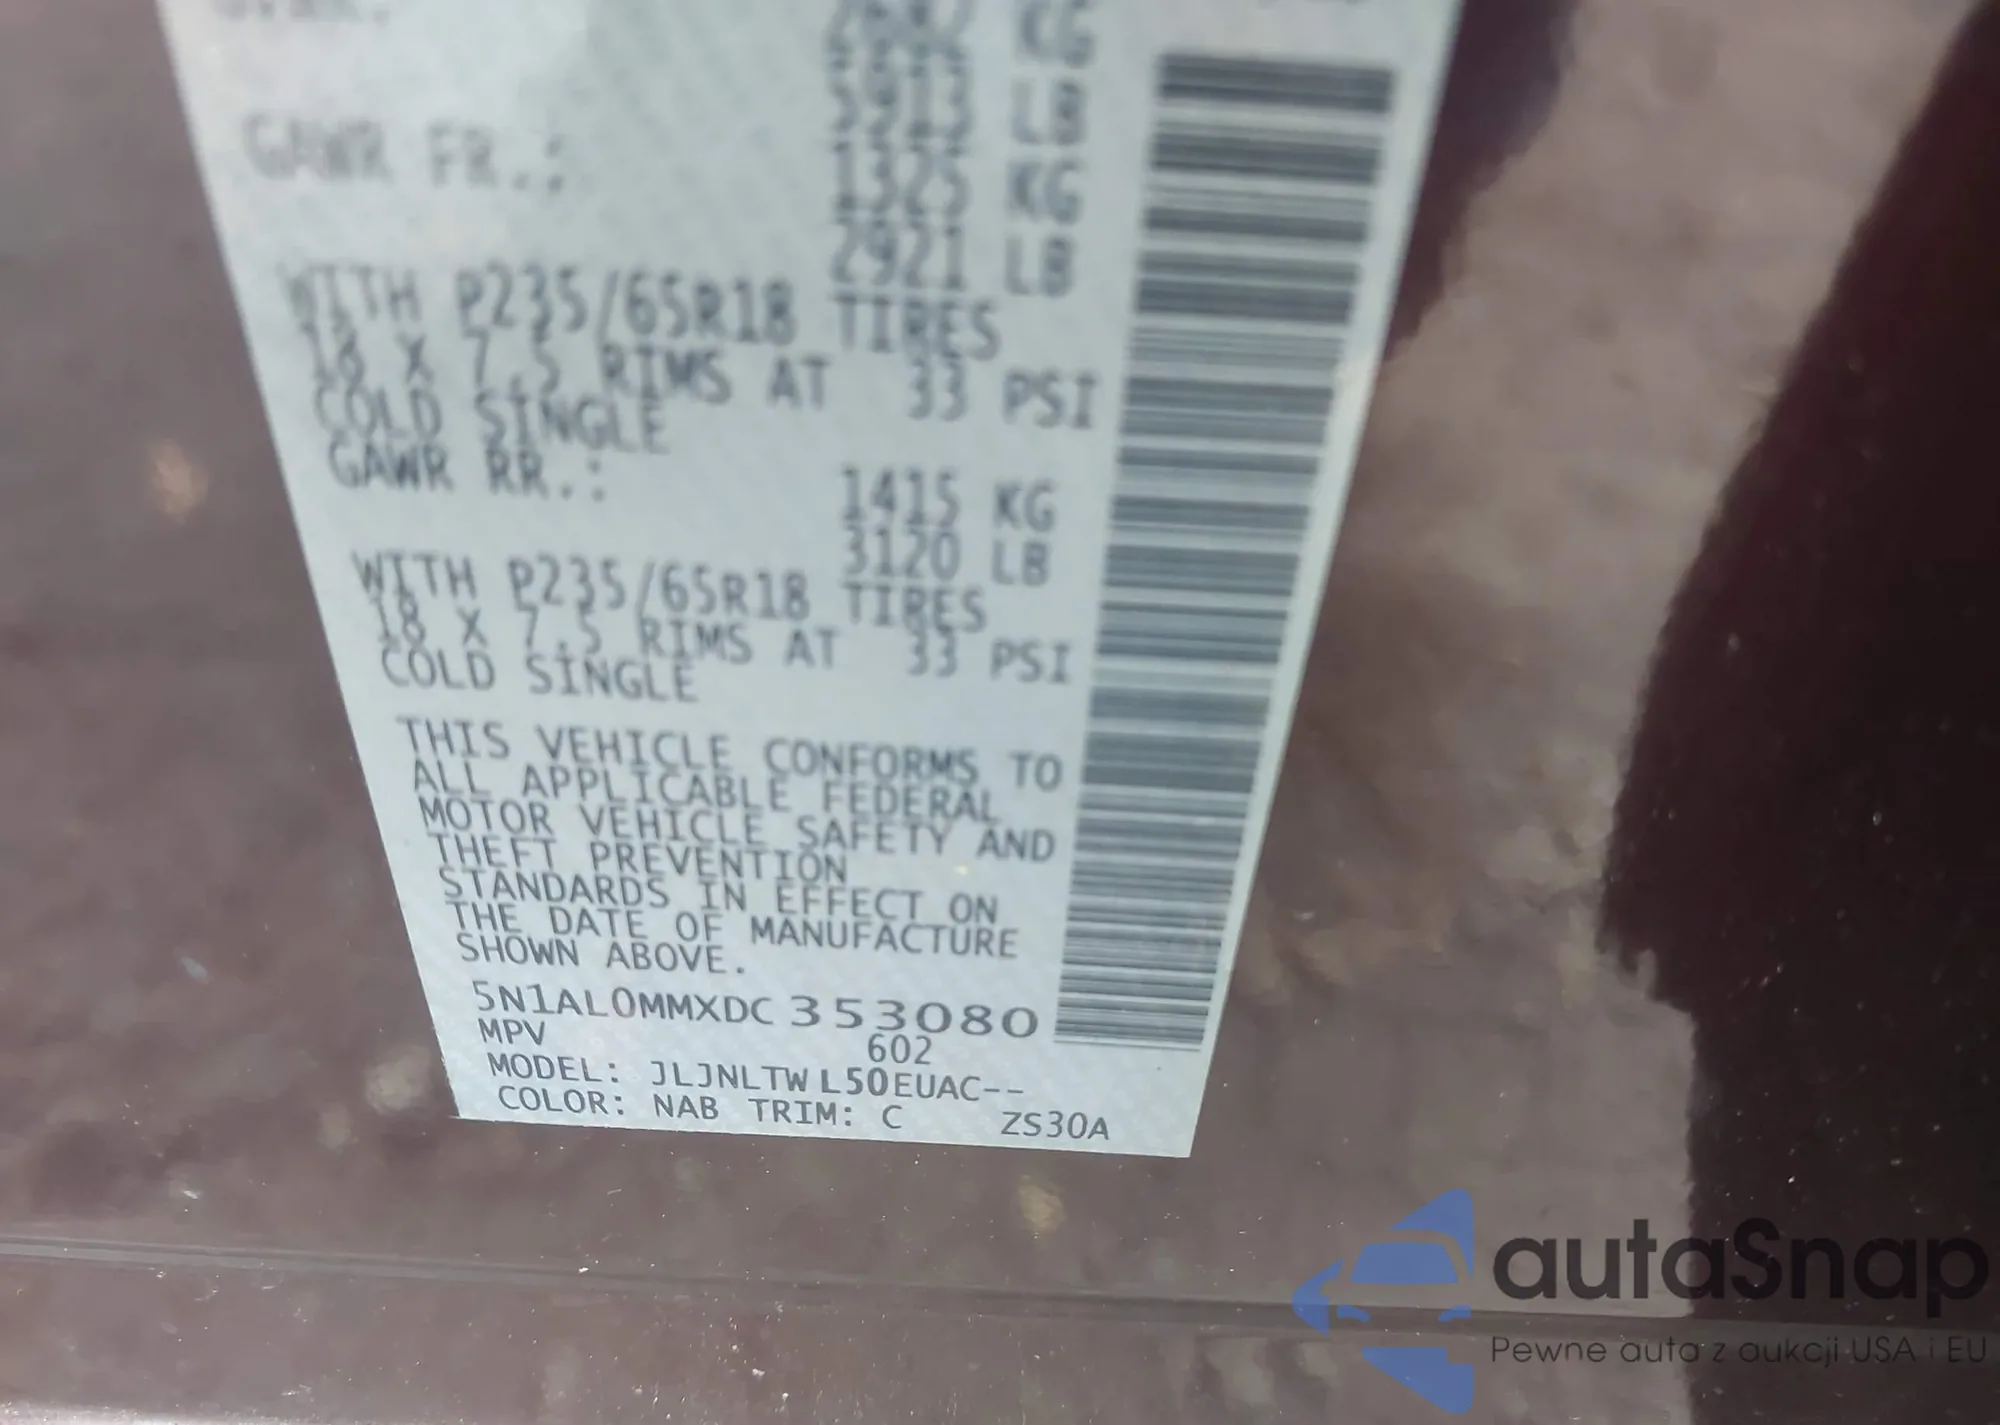 KG
5913 LB
GAWR FR.: 1325 KG
2921 LB
WITH P235/65R18 TIRES
18 X 7.5 RIMS AT 33 PSI
COLD SINGLE
GAWR RR.: 1415 KG
3120 LB
WITH P235/65R18 TIRES
18 X 7.5 RIMS AT 33 PSI
COLD SINGLE
THIS VEHICLE CONFORMS TO
ALL APPLICABLE FEDERAL
MOTOR VEHICLE SAFETY AND
THEFT PREVENTION
STANDARDS IN EFFECT ON
THE DATE OF MANUFACTURE
SHOWN ABOVE.
5N1AL0MMXDC353080
MPV 602
MODEL: JLJNLTWL50EUAC--
COLOR: NAB TRIM: C ZS30A
autaSnap
Pewne auta z aukcji USA i EU